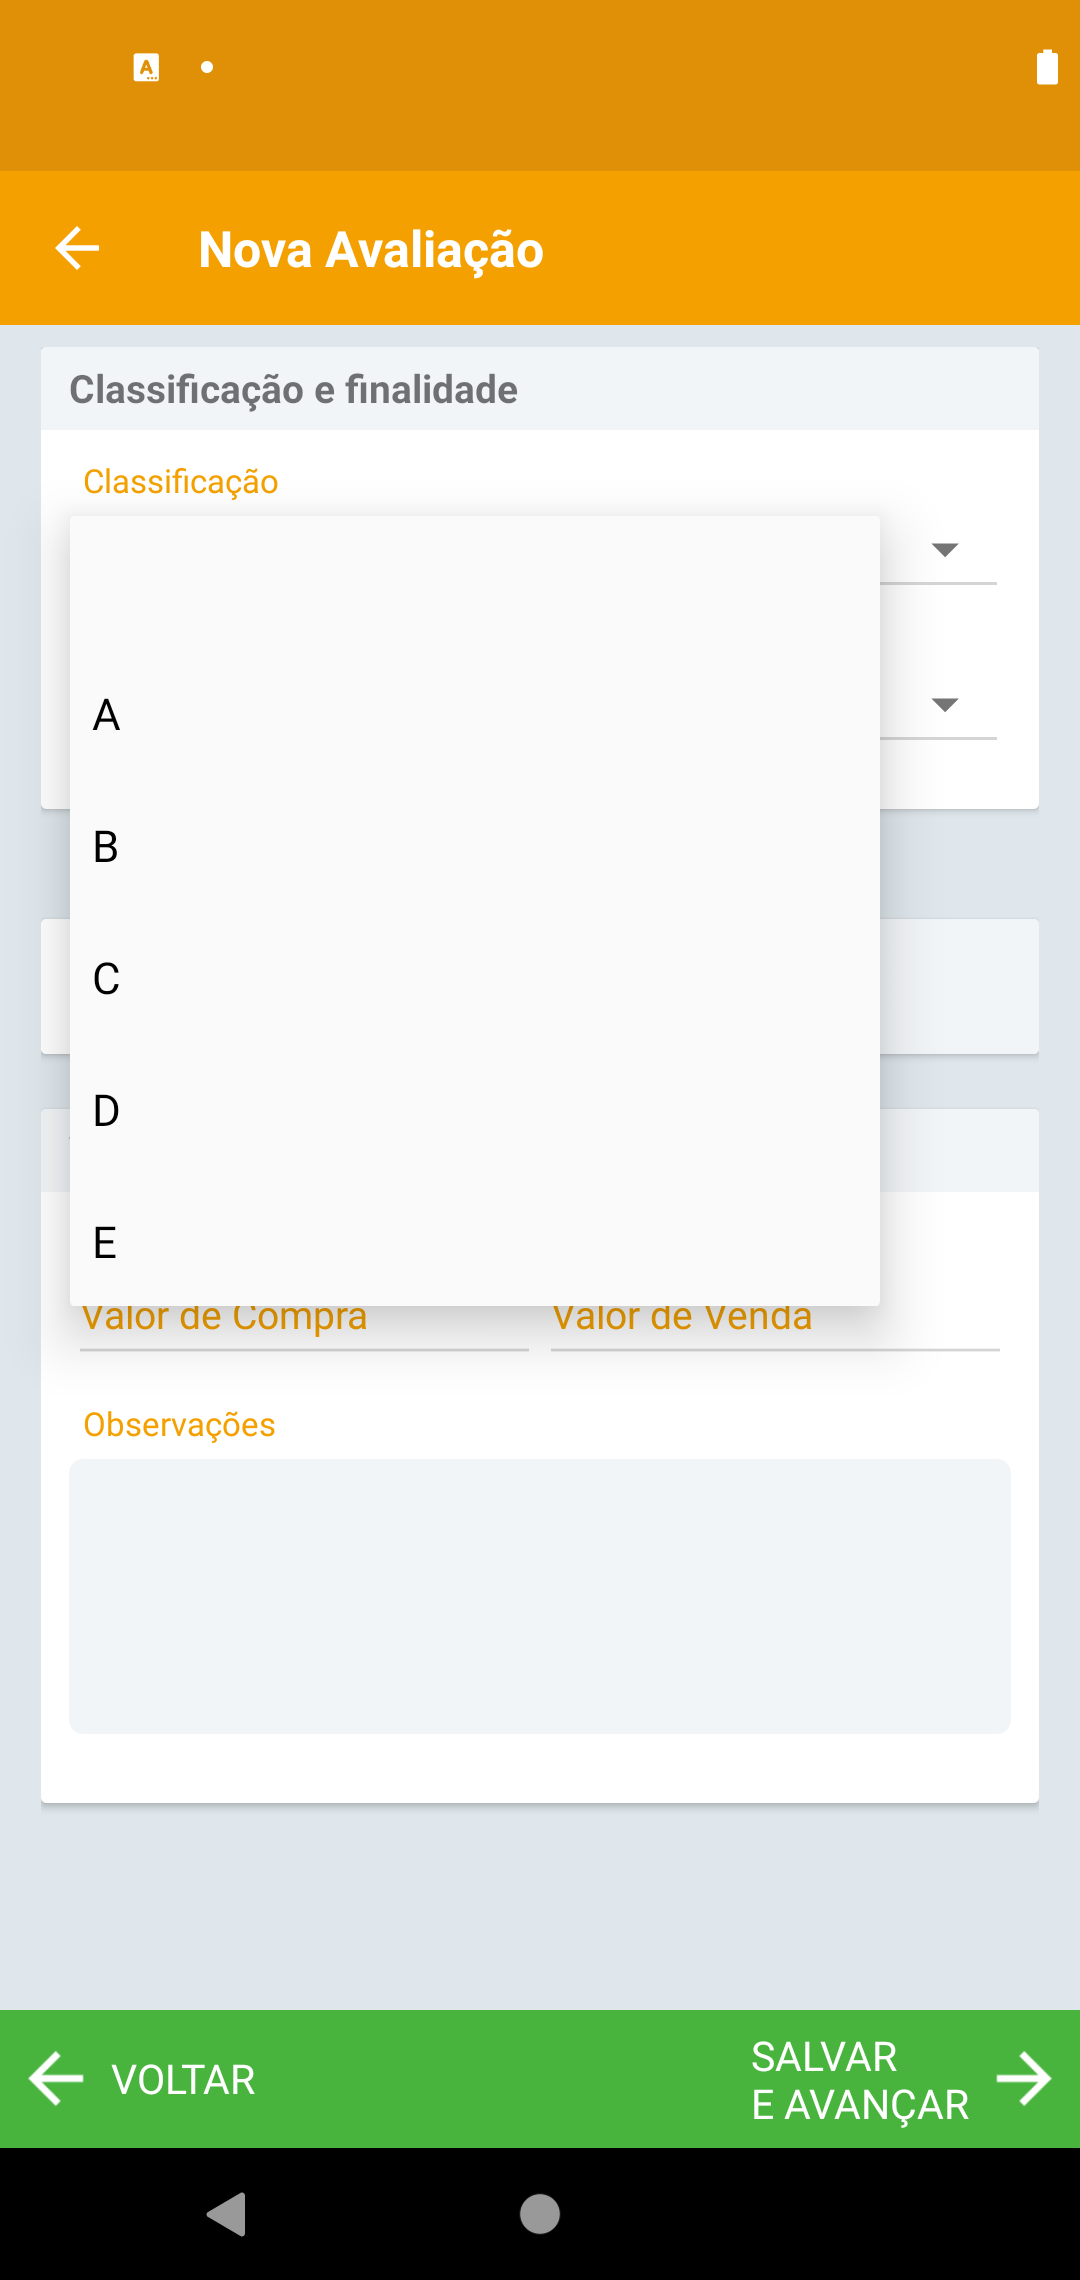 Nova Avaliação
Classificação e finalidade
Classificação
A
B
C
D
E
Valor de Compra
Valor de Venda
Observações
VOLTAR
SALVAR
E AVANÇAR